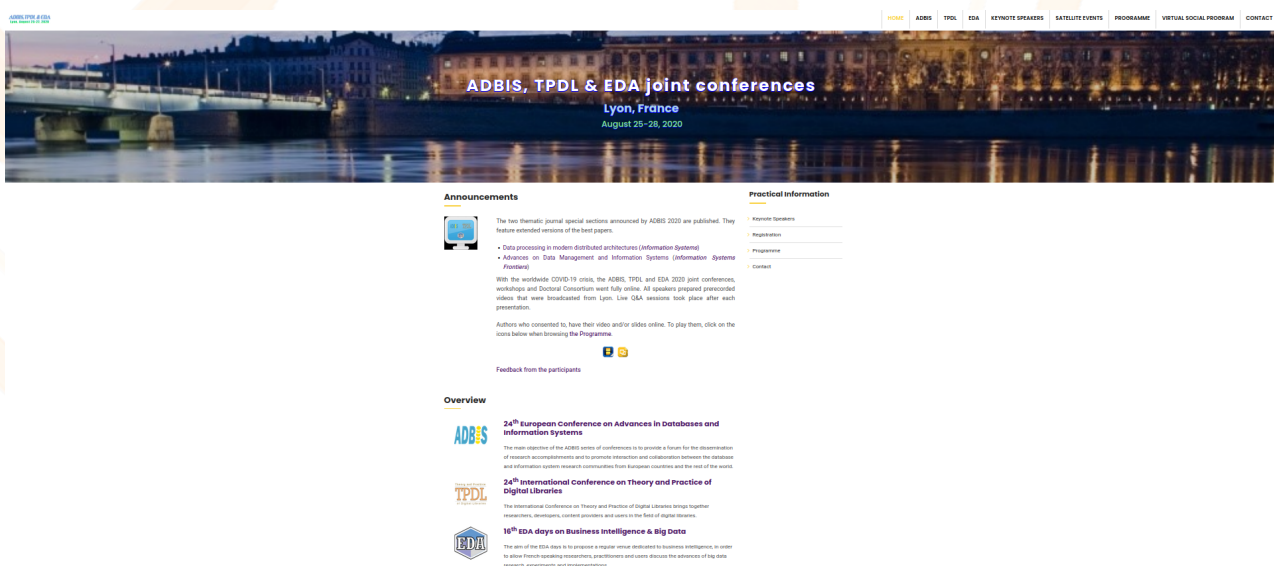 ADBIS, TPDL & EDA
Lyon, August 25-28, 2020
HOME ADBIS TPDL EDA KEYNOTE SPEAKERS SATELLITE EVENTS PROGRAMME VIRTUAL SOCIAL PROGRAM CONTACT
ADBIS, TPDL & EDA joint conferences
Lyon, France
August 25-28, 2020
Announcements
The two thematic journal special sections announced by ADBIS 2020 are published. They
feature extended versions of the best papers.
• Data processing in modern distributed architectures (Information Systems)
• Advances on Data Management and Information Systems (Information Systems
Frontiers)
With the worldwide COVID-19 crisis, the ADBIS, TPDL and EDA 2020 joint conferences,
workshops and Doctoral Consortium went fully online. All speakers prepared prerecorded
videos that were broadcasted from Lyon. Live Q&A sessions took place after each
presentation.
Authors who consented to, have their video and/or slides online. To play them, click on the
icons below when browsing the Programme.
Feedback from the participants
Practical Information
Keynote Speakers
Registration
Programme
Contact
Overview
ADBIS
24th European Conference on Advances in Databases and
Information Systems
The main objective of the ADBIS series of conferences is to provide a forum for the dissemination
of research accomplishments and to promote interaction and collaboration between the database
and information system research communities from European countries and the rest of the world.
TPDL
24th International Conference on Theory and Practice of
Digital Libraries
The International Conference on Theory and Practice of Digital Libraries brings together
researchers, developers, content providers and users in the field of digital libraries.
EDA
16th EDA days on Business Intelligence & Big Data
The aim of the EDA days is to propose a regular venue dedicated to business intelligence, in order
to allow French-speaking researchers, practitioners and users discuss the advances of big data
research, experiments and implementations.